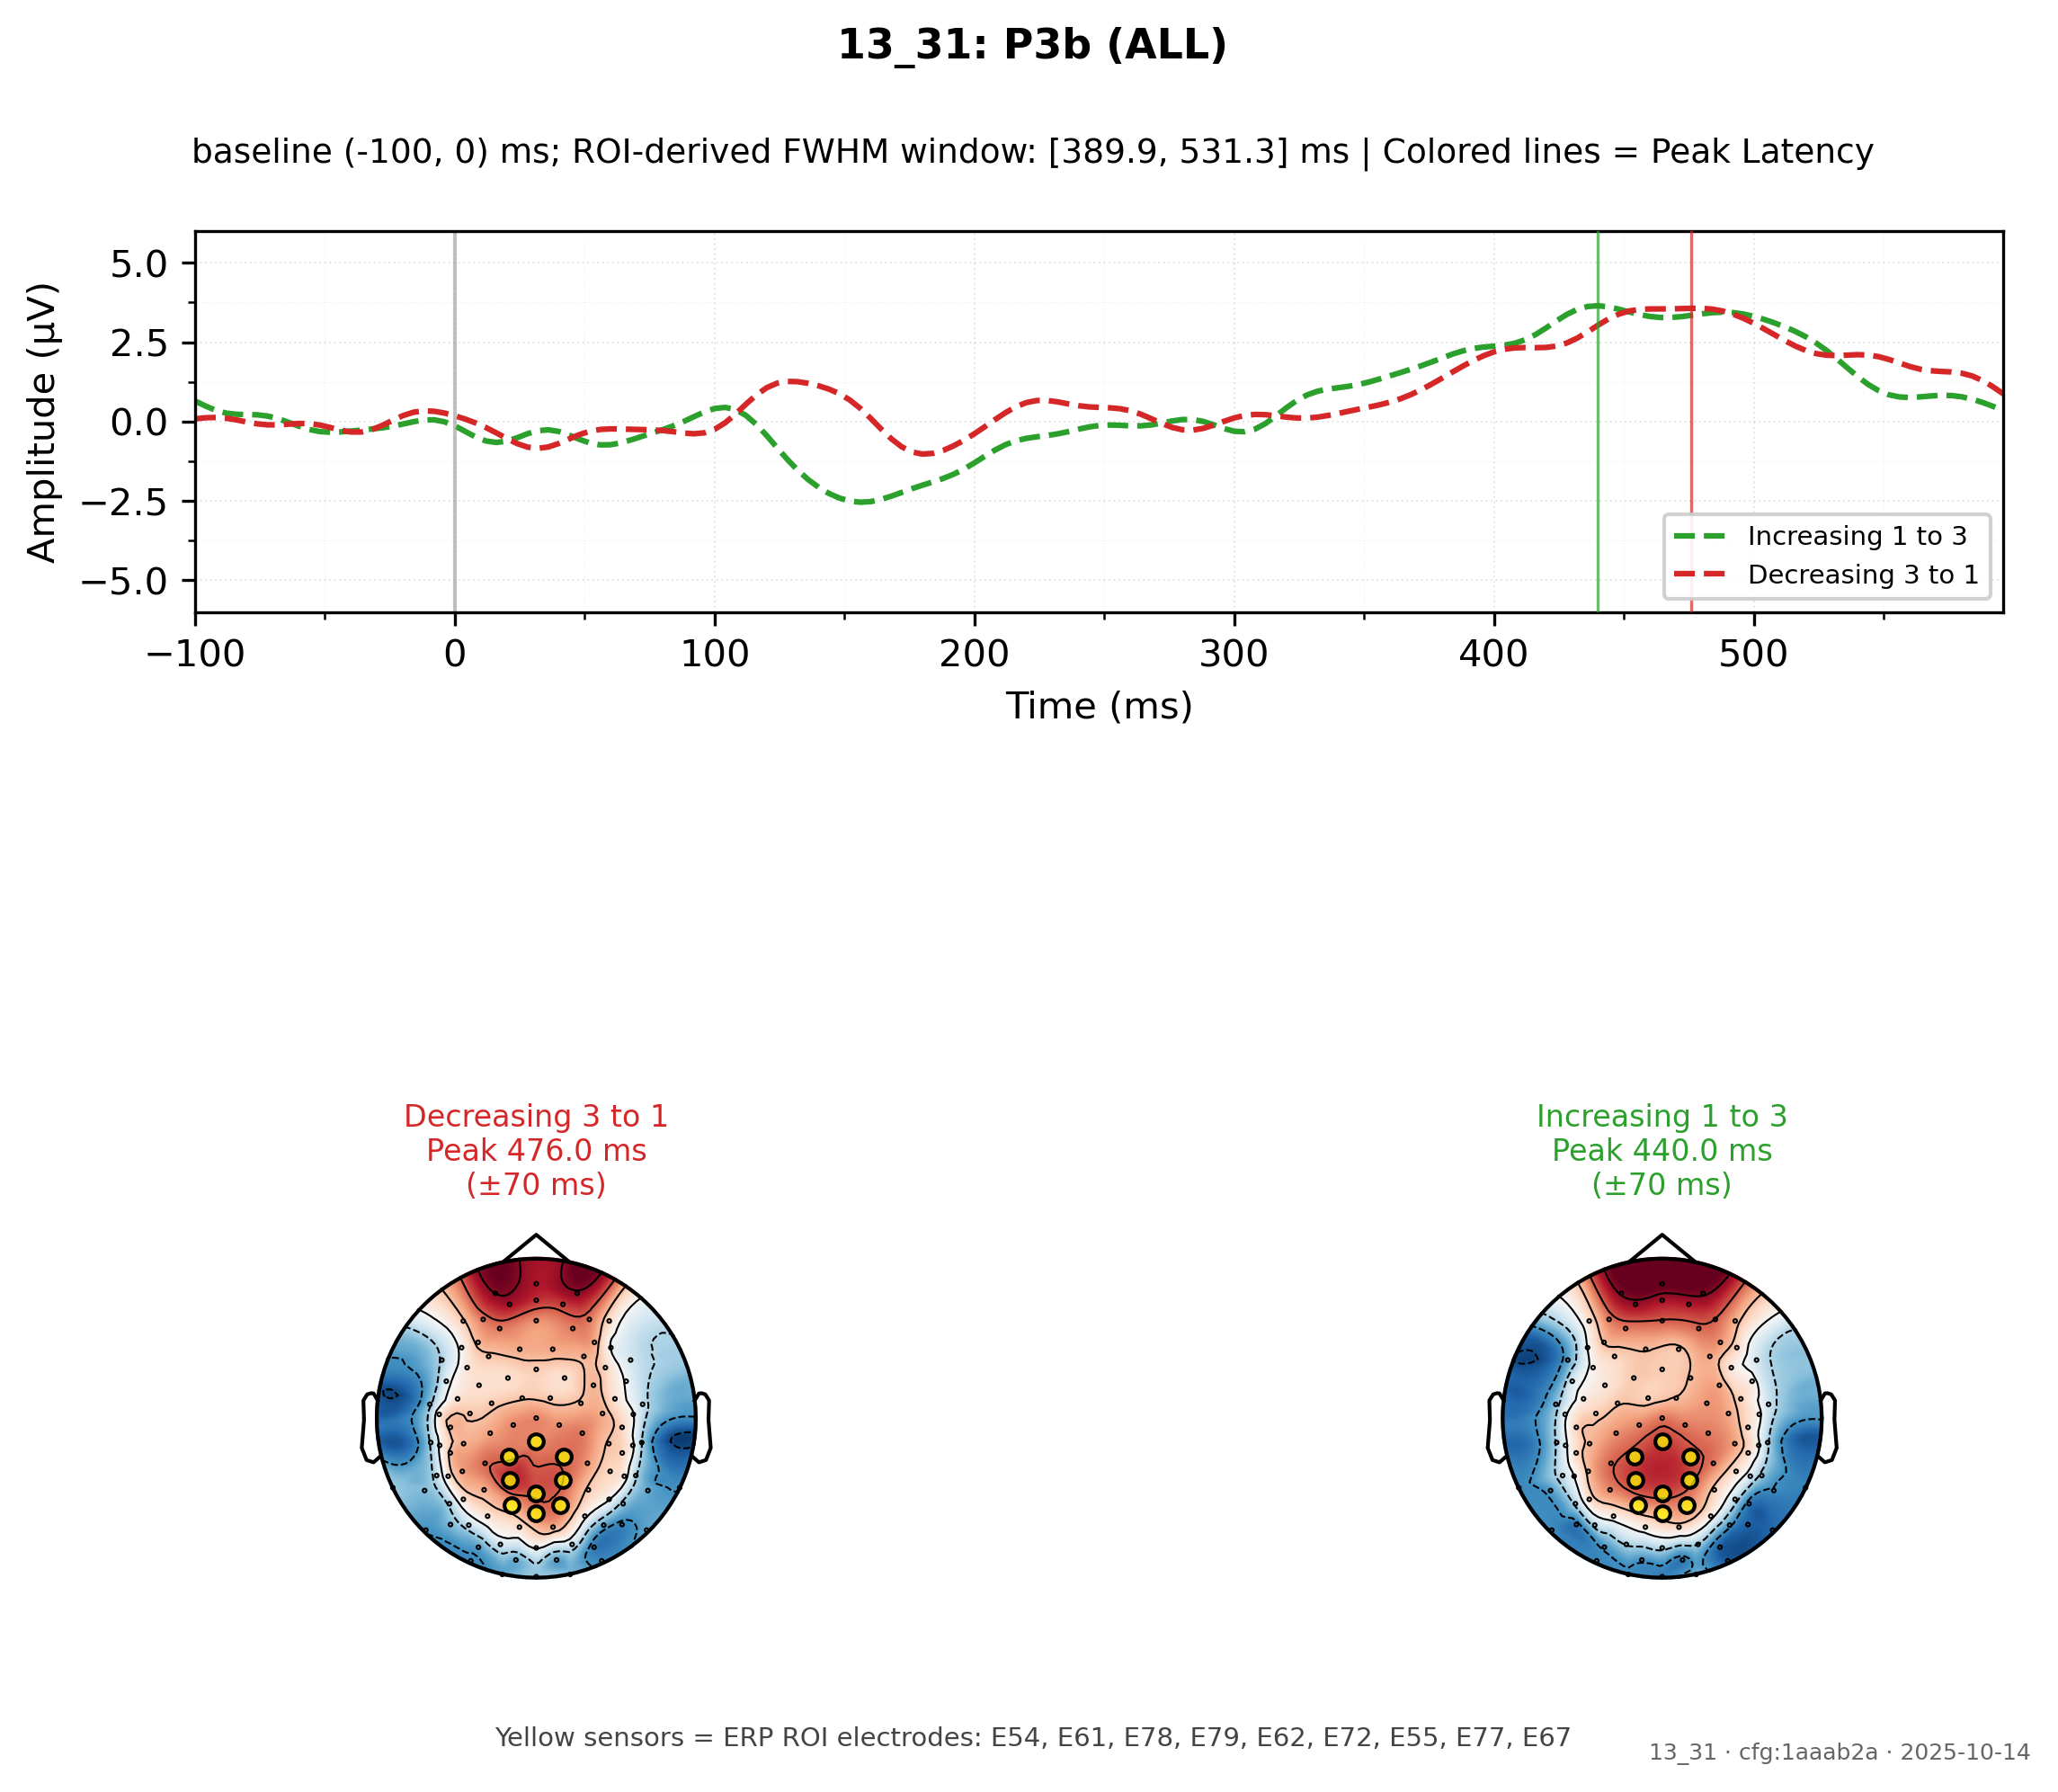 13_31: P3b (ALL)
baseline (-100, 0) ms; ROI-derived FWHM window: [389.9, 531.3] ms | Colored lines = Peak Latency
Amplitude (µV)
5.0
2.5
0.0
−2.5
−5.0
Increasing 1 to 3
Decreasing 3 to 1
−100 0 100 200 300 400 500
Time (ms)
Decreasing 3 to 1
Peak 476.0 ms
(±70 ms)
Increasing 1 to 3
Peak 440.0 ms
(±70 ms)
Yellow sensors = ERP ROI electrodes: E54, E61, E78, E79, E62, E72, E55, E77, E67
13_31 · cfg:1aaab2a · 2025-10-14